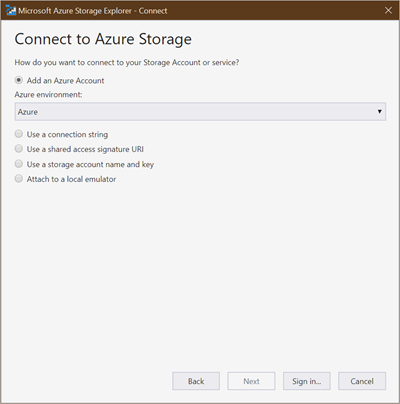 Microsoft Azure Storage Explorer - Connect
Connect to Azure Storage
How do you want to connect to your Storage Account or service?
Add an Azure Account
Azure environment:
Azure
Use a connection string
Use a shared access signature URI
Use a storage account name and key
Attach to a local emulator
Back Next Sign in... Cancel